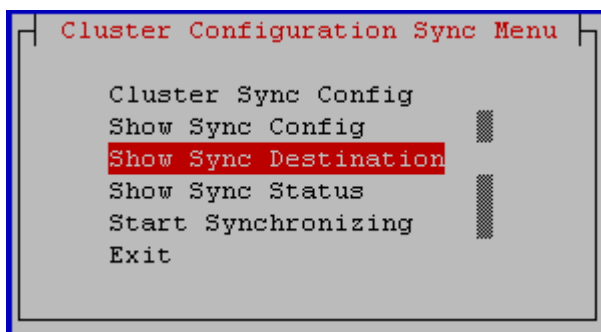 Cluster Configuration Sync Menu
Cluster Sync Config
Show Sync Config
Show Sync Destination
Show Sync Status
Start Synchronizing
Exit